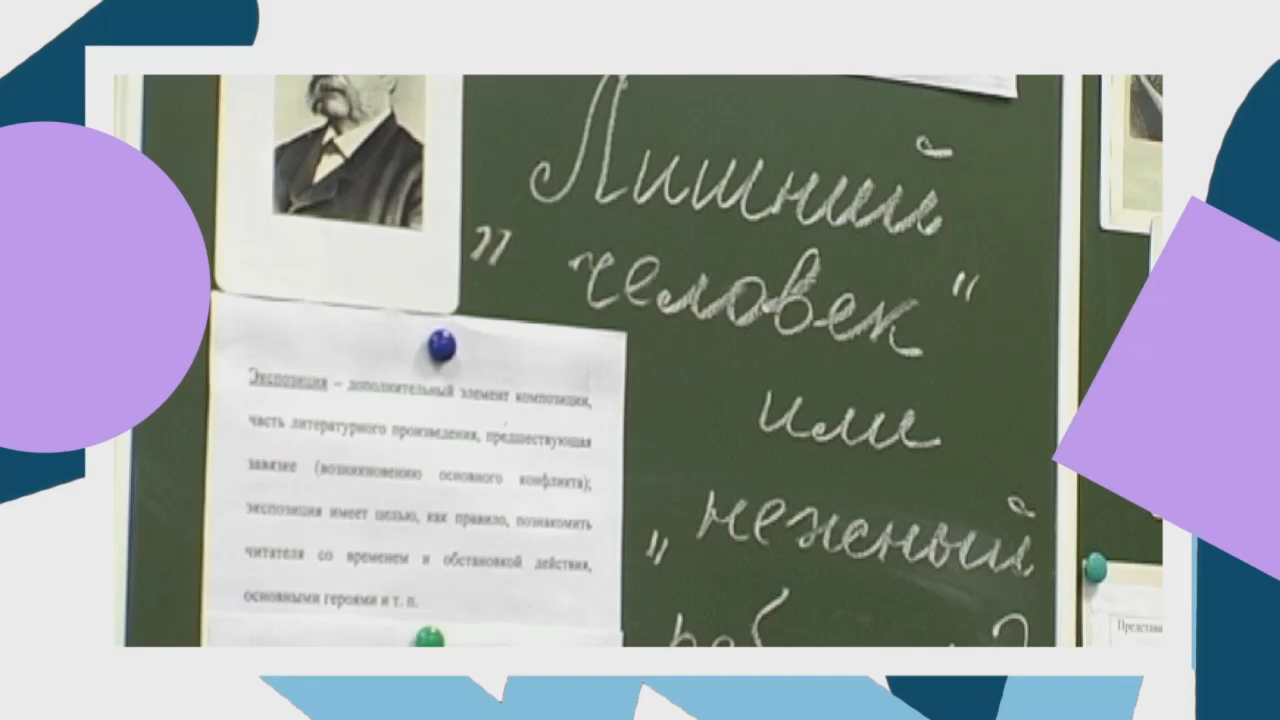 Лишний
„ человек “
или
„ нежный
Экспозиция – дополнительный элемент композиции,
часть литературного произведения, предшествующая
завязке (возникновению основного конфликта);
экспозиция имеет целью, как правило, познакомить
читателя со временем и обстановкой действия,
основными героями и т. п.